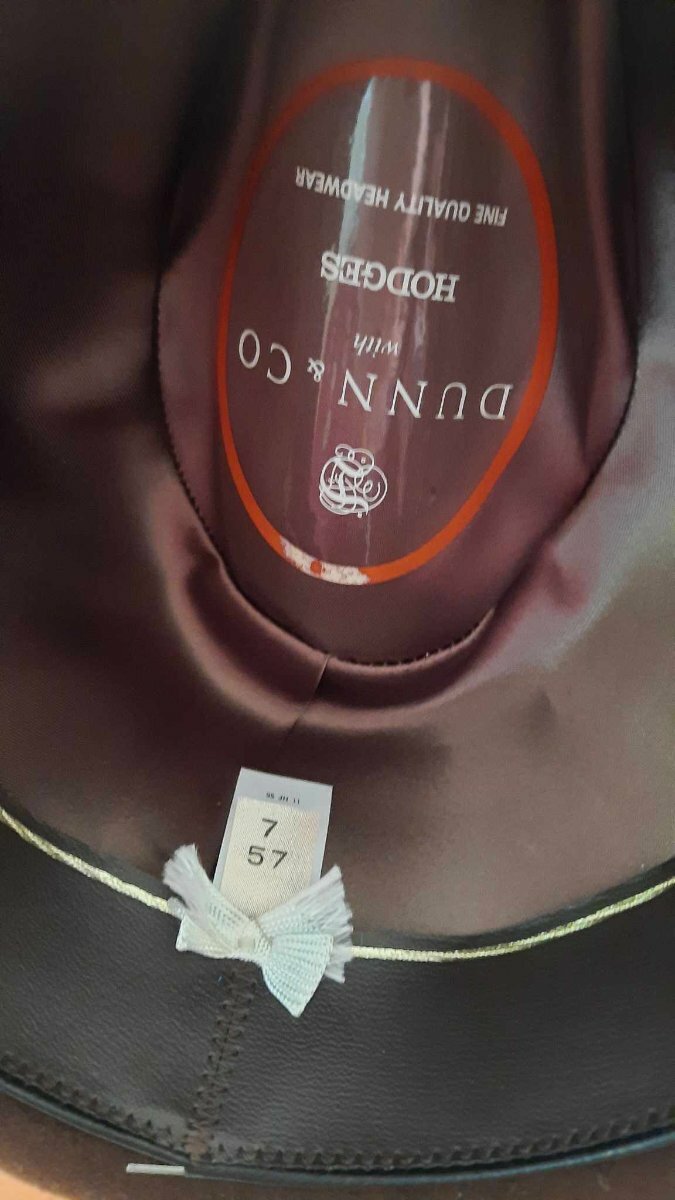 DUNN & CO
with
HODGES
FINE QUALITY HEADWEAR
7
57